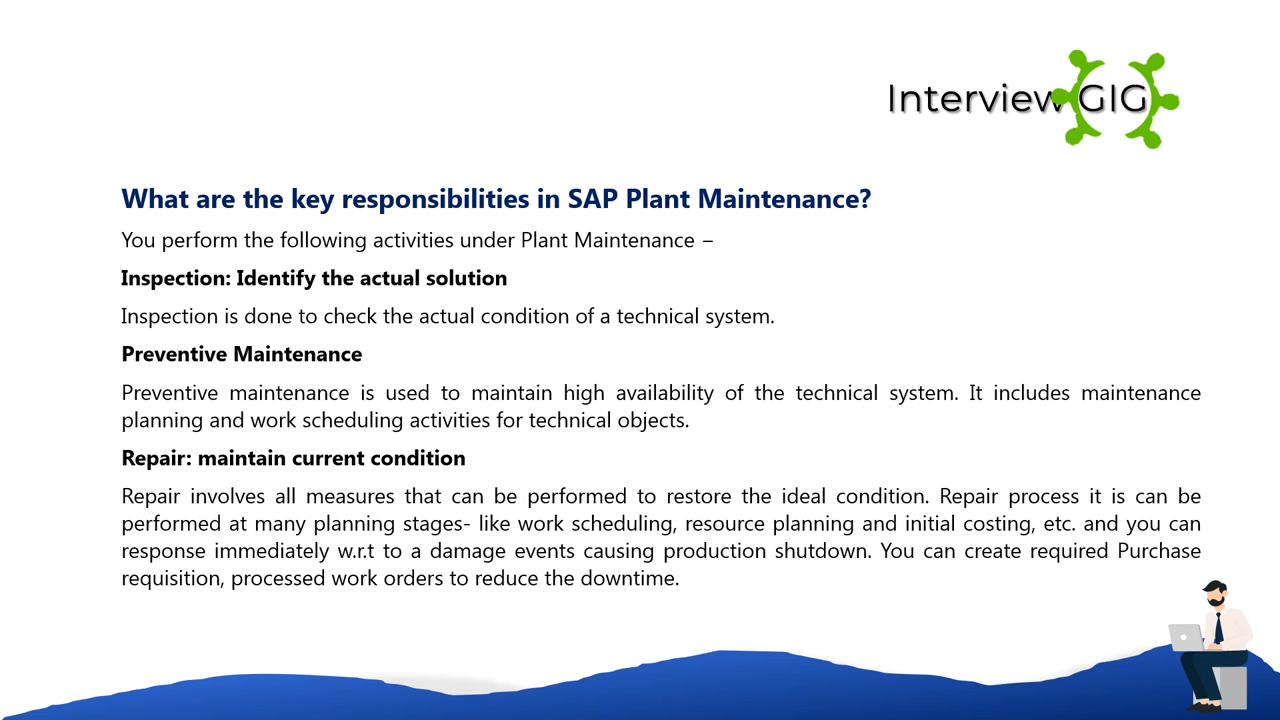 Interview GIG
What are the key responsibilities in SAP Plant Maintenance?
You perform the following activities under Plant Maintenance –
Inspection: Identify the actual solution
Inspection is done to check the actual condition of a technical system.
Preventive Maintenance
Preventive maintenance is used to maintain high availability of the technical system. It includes maintenance
planning and work scheduling activities for technical objects.
Repair: maintain current condition
Repair involves all measures that can be performed to restore the ideal condition. Repair process it is can be
performed at many planning stages- like work scheduling, resource planning and initial costing, etc. and you can
response immediately w.r.t to a damage events causing production shutdown. You can create required Purchase
requisition, processed work orders to reduce the downtime.